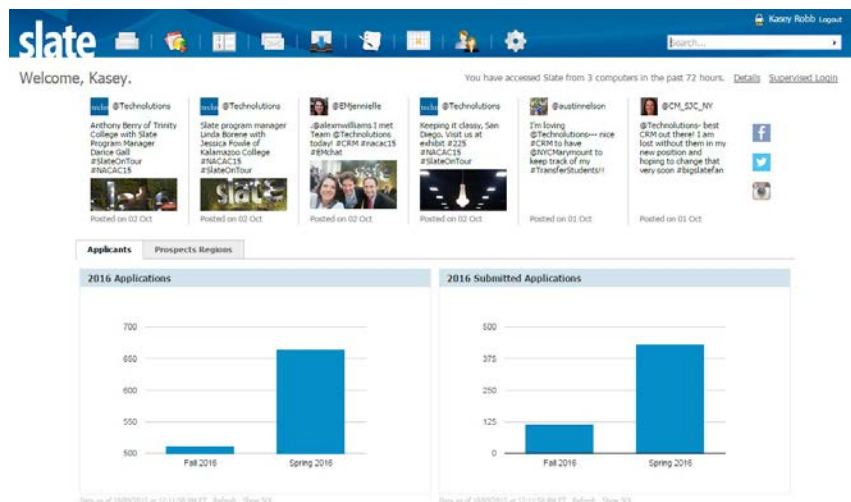 Kasey Robb Logout
slate
Search...
Welcome, Kasey.
You have accessed Slate from 3 computers in the past 72 hours. Details Supervised Login
@Technolutions
Anthony Berry of Trinity
College with Slate
Program Manager
Danice Gall
#SlateOnTour
#NACAC15
Posted on 02 Oct
@Technolutions
Slate program manager
Linda Borene with
Jessica Fowle of
Kalamazoo College
#NACAC15
#SlateOnTour
slate
Posted on 02 Oct
@EMjennielle
.@alexmwilliams I met
Team @Technolutions
today! #CRM #nacac15
#EMchat
Posted on 02 Oct
@Technolutions
Keeping it classy, San
Diego. Visit us at
exhibit #225
#NACAC15
#SlateOnTour
Posted on 02 Oct
@austinnelson
I'm loving
@Technolutions--- nice
#CRM to have
@NYCMarymount to
keep track of my
#TransferStudents!!
Posted on 01 Oct
@CM_SJC_NY
@Technolutions- best
CRM out there! I am
lost without them in my
new position and
hoping to change that
very soon #bigslatefan
Posted on 01 Oct
Applicants Prospects Regions
2016 Applications
700
650
600
550
500
Fall 2016 Spring 2016
2016 Submitted Applications
500
375
250
125
0
Fall 2016 Spring 2016